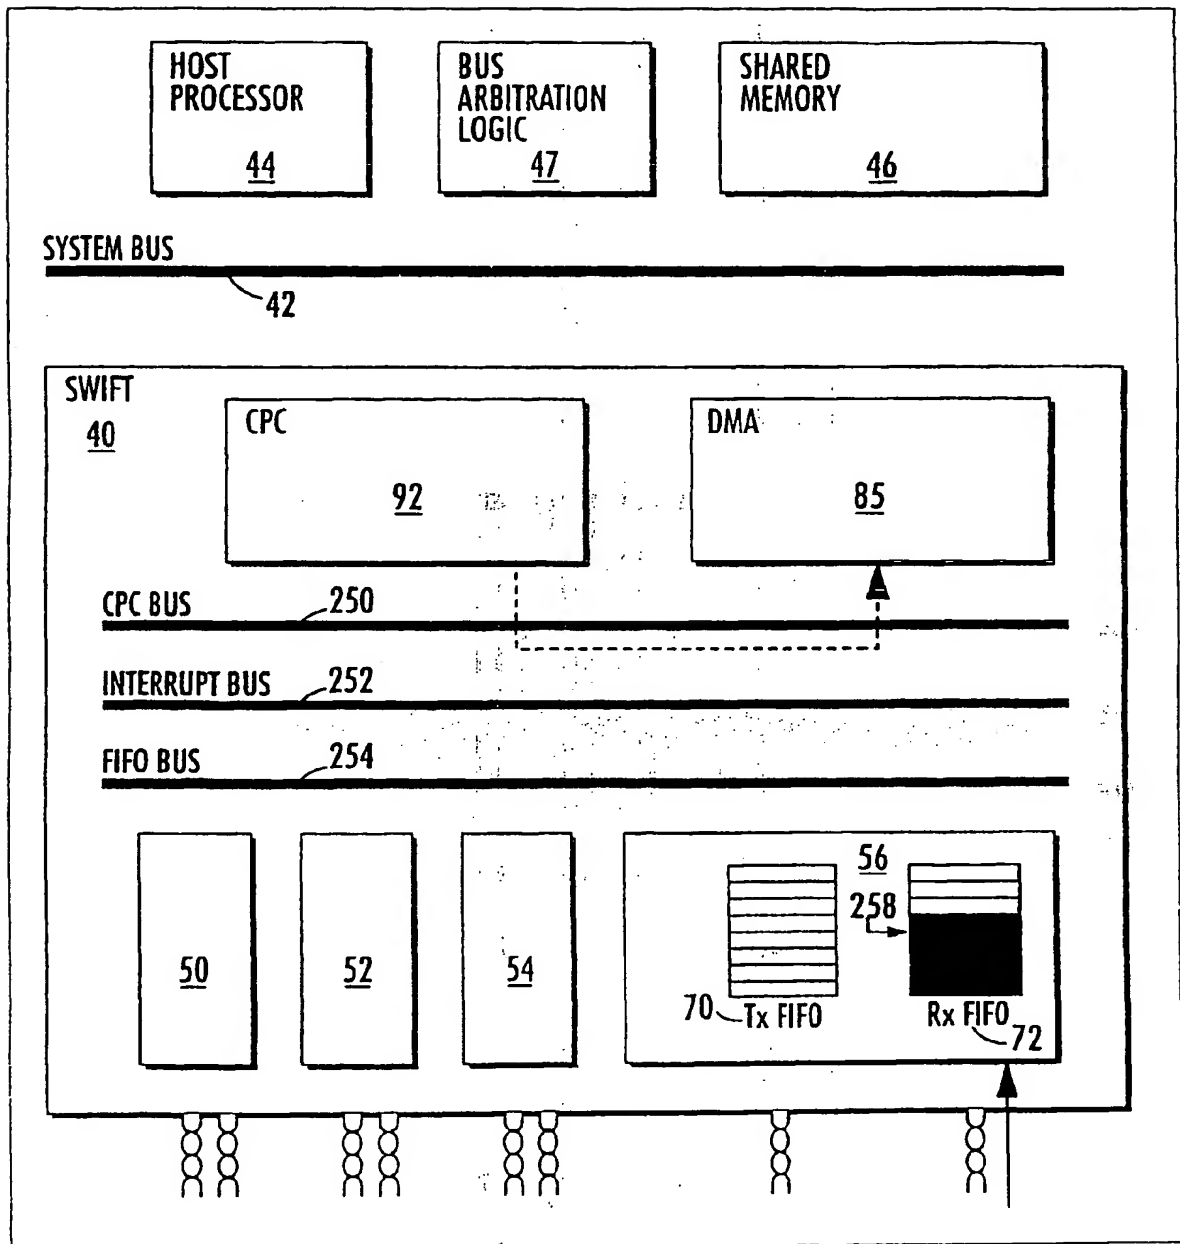 HOST
PROCESSOR
44
BUS
ARBITRATION
LOGIC
47
SHARED
MEMORY
46
SYSTEM BUS
42
SWIFT
40
CPC
92
DMA
85
CPC BUS
250
INTERRUPT BUS
252
FIFO BUS
254
50
52
54
56
258
70
Tx FIFO
Rx FIFO
72